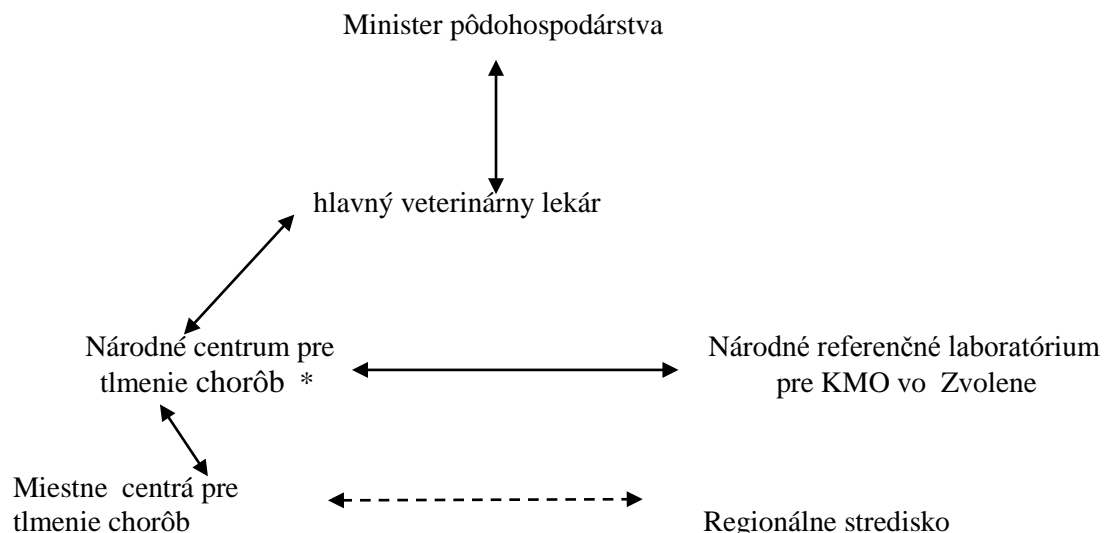 Minister pôdohospodárstva
hlavný veterinárny lekár
Národné centrum pre
tlmenie chorôb *
Národné referenčné laboratórium
pre KMO vo Zvolene
Miestne centrá pre
tlmenie chorôb
Regionálne stredisko